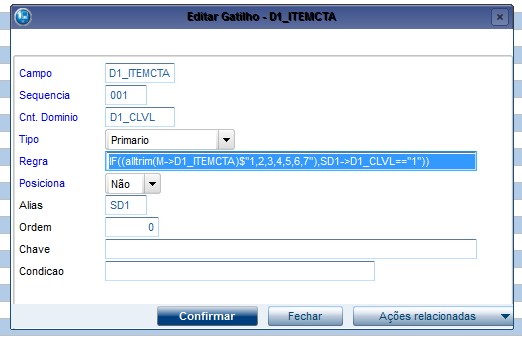 Editar Gatilho - D1_ITEMCTA
Campo D1_ITEMCTA
Sequencia 001
Cnt. Dominio D1_CLVL
Tipo Primario
Regra IF((alltrim(M->D1_ITEMCTA)$"1,2,3,4,5,6,7"),SD1->D1_CLVL=="1"))
Posiciona Não
Alias SD1
Ordem 0
Chave
Condicao
Confirmar Fechar Ações relacionadas